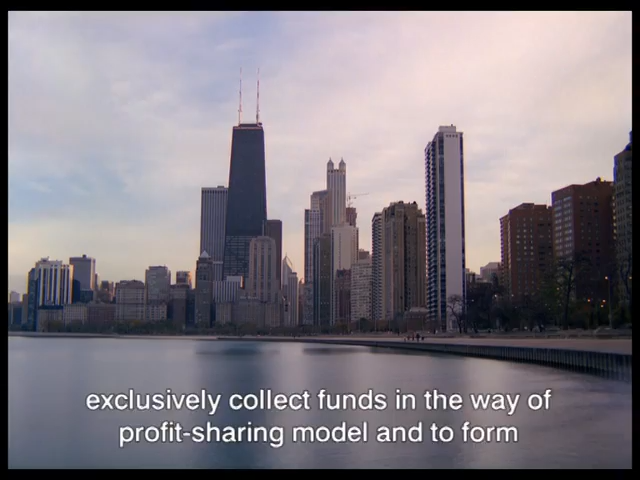 exclusively collect funds in the way of
profit-sharing model and to form